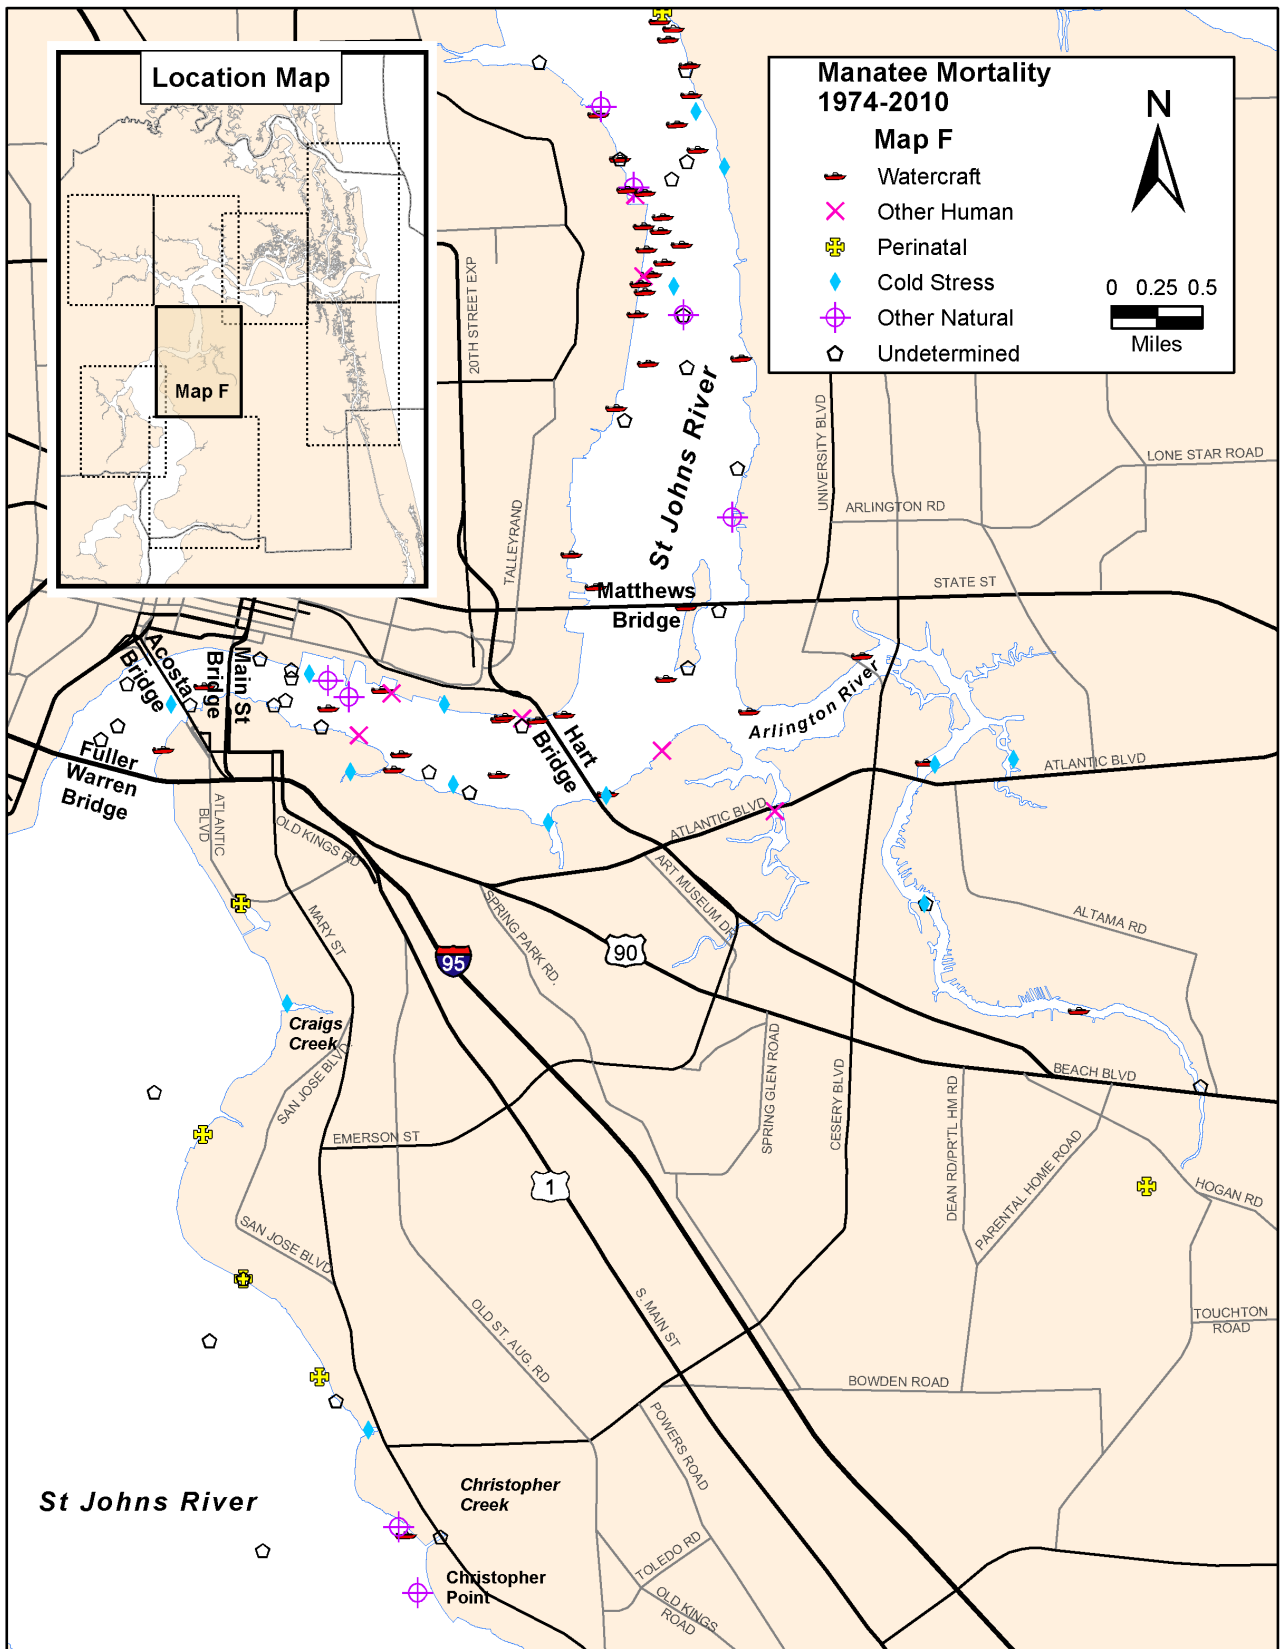 Location Map
Map F
Manatee Mortality
1974-2010
Map F
Watercraft
Other Human
Perinatal
Cold Stress
Other Natural
Undetermined
N
0 0.25 0.5
Miles
20TH STREET EXP
TALLEYRAND
St Johns River
UNIVERSITY BLVD
LONE STAR ROAD
ARLINGTON RD
STATE ST
Matthews
Bridge
Acosta
Bridge
Main St
Bridge
Fuller
Warren
Bridge
Hart
Bridge
Arlington River
ATLANTIC BLVD
ATLANTIC BLVD
ATLANTIC
BLVD
OLD KINGS RD
ART MUSEUM DR
MARY ST
SPRING PARK RD.
95
90
ALTAMA RD
Craigs
Creek
SAN JOSE BLVD
EMERSON ST
SPRING GLEN ROAD
CESERY BLVD
BEACH BLVD
DEAN RD/PR'TL HM RD
PARENTAL HOME ROAD
HOGAN RD
1
SAN JOSE BLVD
OLD ST. AUG. RD
S. MAIN ST
TOUCHTON
ROAD
BOWDEN ROAD
POWERS ROAD
St Johns River
Christopher
Creek
TOLEDO RD
Christopher
Point
OLD KINGS
ROAD